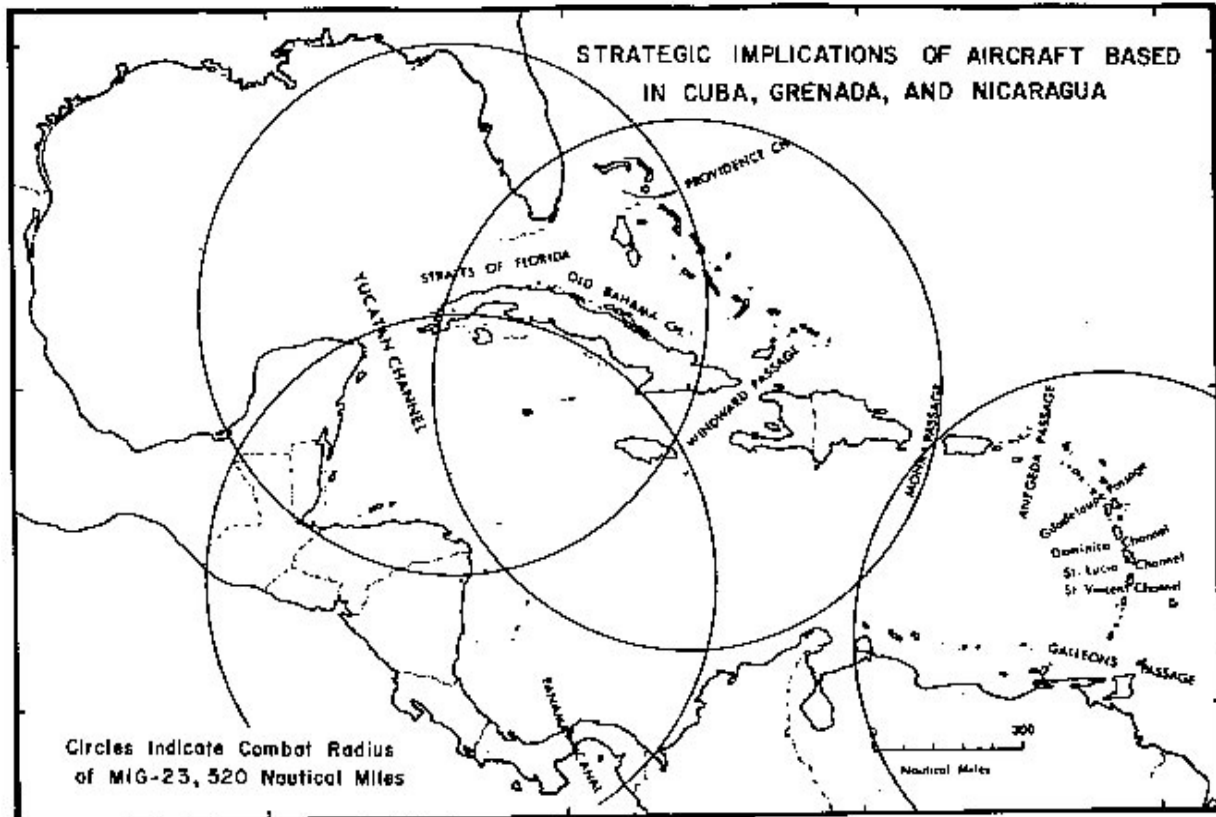 STRATEGIC IMPLICATIONS OF AIRCRAFT BASED
IN CUBA, GRENADA, AND NICARAGUA
PROVIDENCE CH.
STRAITS OF FLORIDA
OLD BAHAMA CH.
YUCATAN CHANNEL
WINDWARD PASSAGE
MONA PASSAGE
ANEGEDA PASSAGE
Guadeloupe Passage
Dominica Channel
St. Lucia Channel
St Vincent Channel
GALLEONS PASSAGE
PANAMA CANAL
Circles Indicate Combat Radius
of MIG-23, 520 Nautical Miles
0 300
Nautical Miles